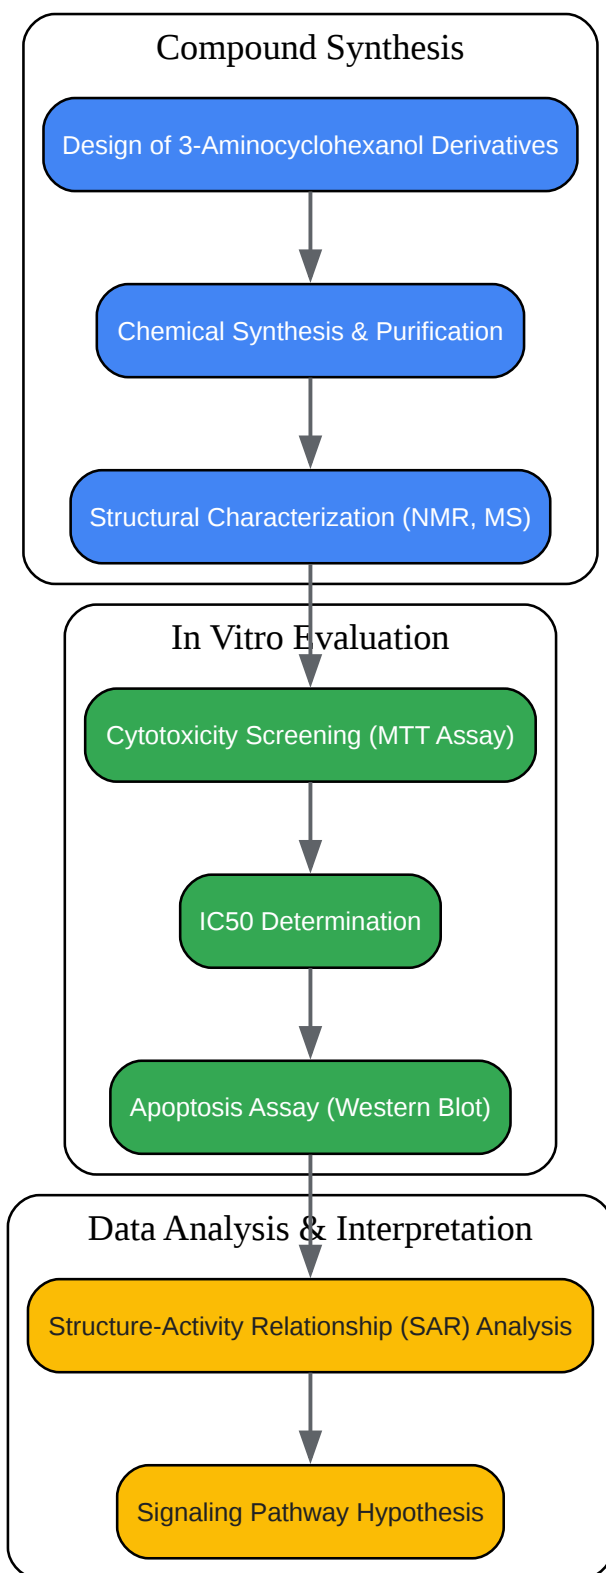 Compound Synthesis
Design of 3-Aminocyclohexanol Derivatives
Chemical Synthesis & Purification
Structural Characterization (NMR, MS)
In Vitro Evaluation
Cytotoxicity Screening (MTT Assay)
IC50 Determination
Apoptosis Assay (Western Blot)
Data Analysis & Interpretation
Structure-Activity Relationship (SAR) Analysis
Signaling Pathway Hypothesis